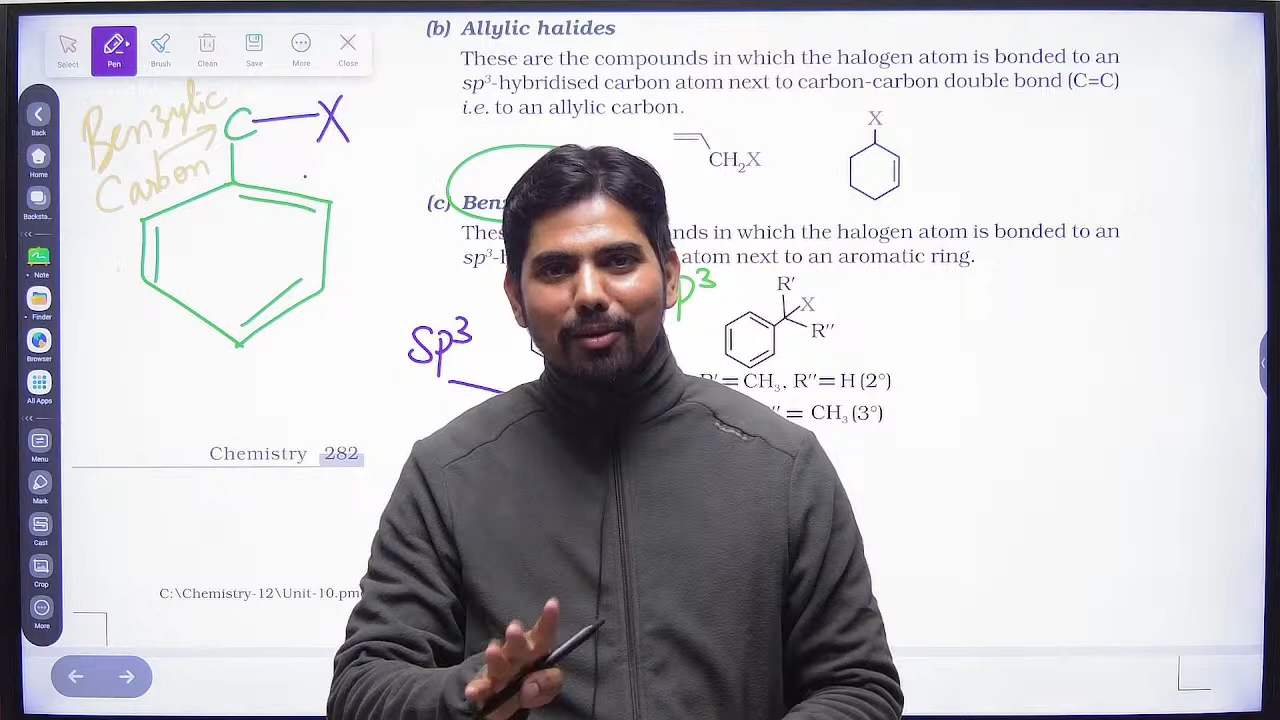 (b) Allylic halides
These are the compounds in which the halogen atom is bonded to an
sp³-hybridised carbon atom next to carbon-carbon double bond (C=C)
i.e. to an allylic carbon.
X
CH₂X
(c)
nds in which the halogen atom is bonded to an
sp³-
atom next to an aromatic ring.
R'
X
R''
R'=CH₃, R''=H (2°)
= CH₃ (3°)
Benzylic
Carbon
C—X
Sp³
p³
Chemistry 282
C:\Chemistry-12\Unit-10.pm
Select
Pen
Brush
Clean
Save
More
Close
Back
Home
Backsta...
Note
Finder
Browser
All Apps
Menu
Mark
Cast
Crop
More